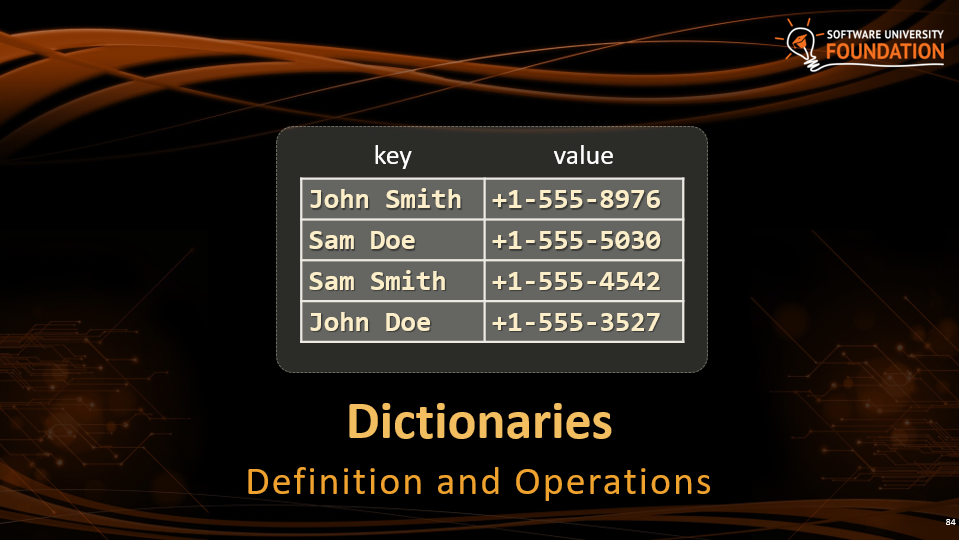 SOFTWARE UNIVERSITY
FOUNDATION
key value
John Smith +1-555-8976
Sam Doe +1-555-5030
Sam Smith +1-555-4542
John Doe +1-555-3527
Dictionaries
Definition and Operations
84